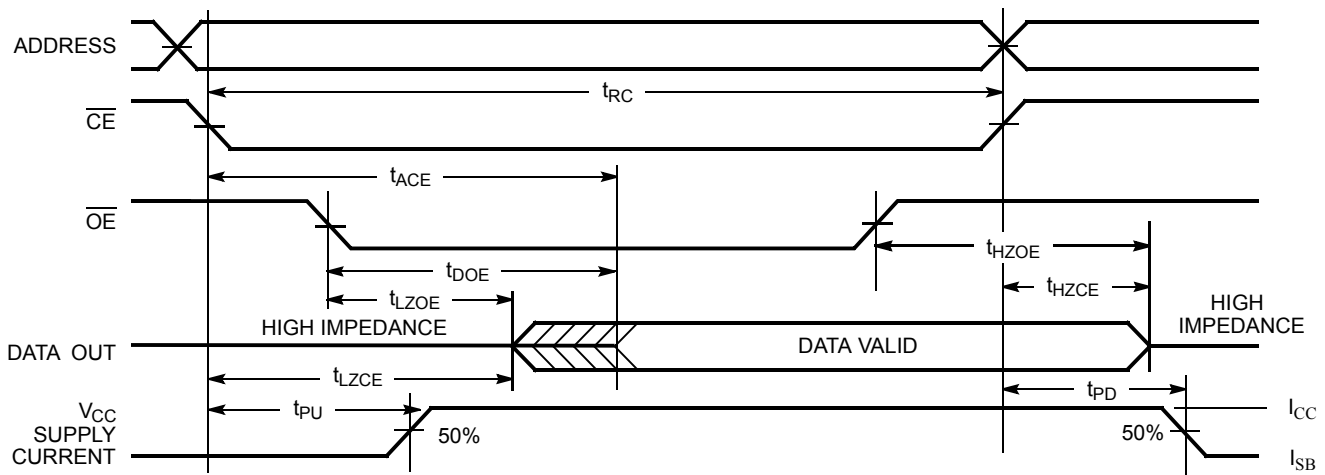 ADDRESS
tRC
CE
tACE
OE
tHZOE
tDOE
tHZCE
tLZOE
HIGH IMPEDANCE
HIGH
IMPEDANCE
DATA OUT
DATA VALID
tLZCE
tPD
VCC
SUPPLY
CURRENT
tPU
50%
50%
ICC
ISB